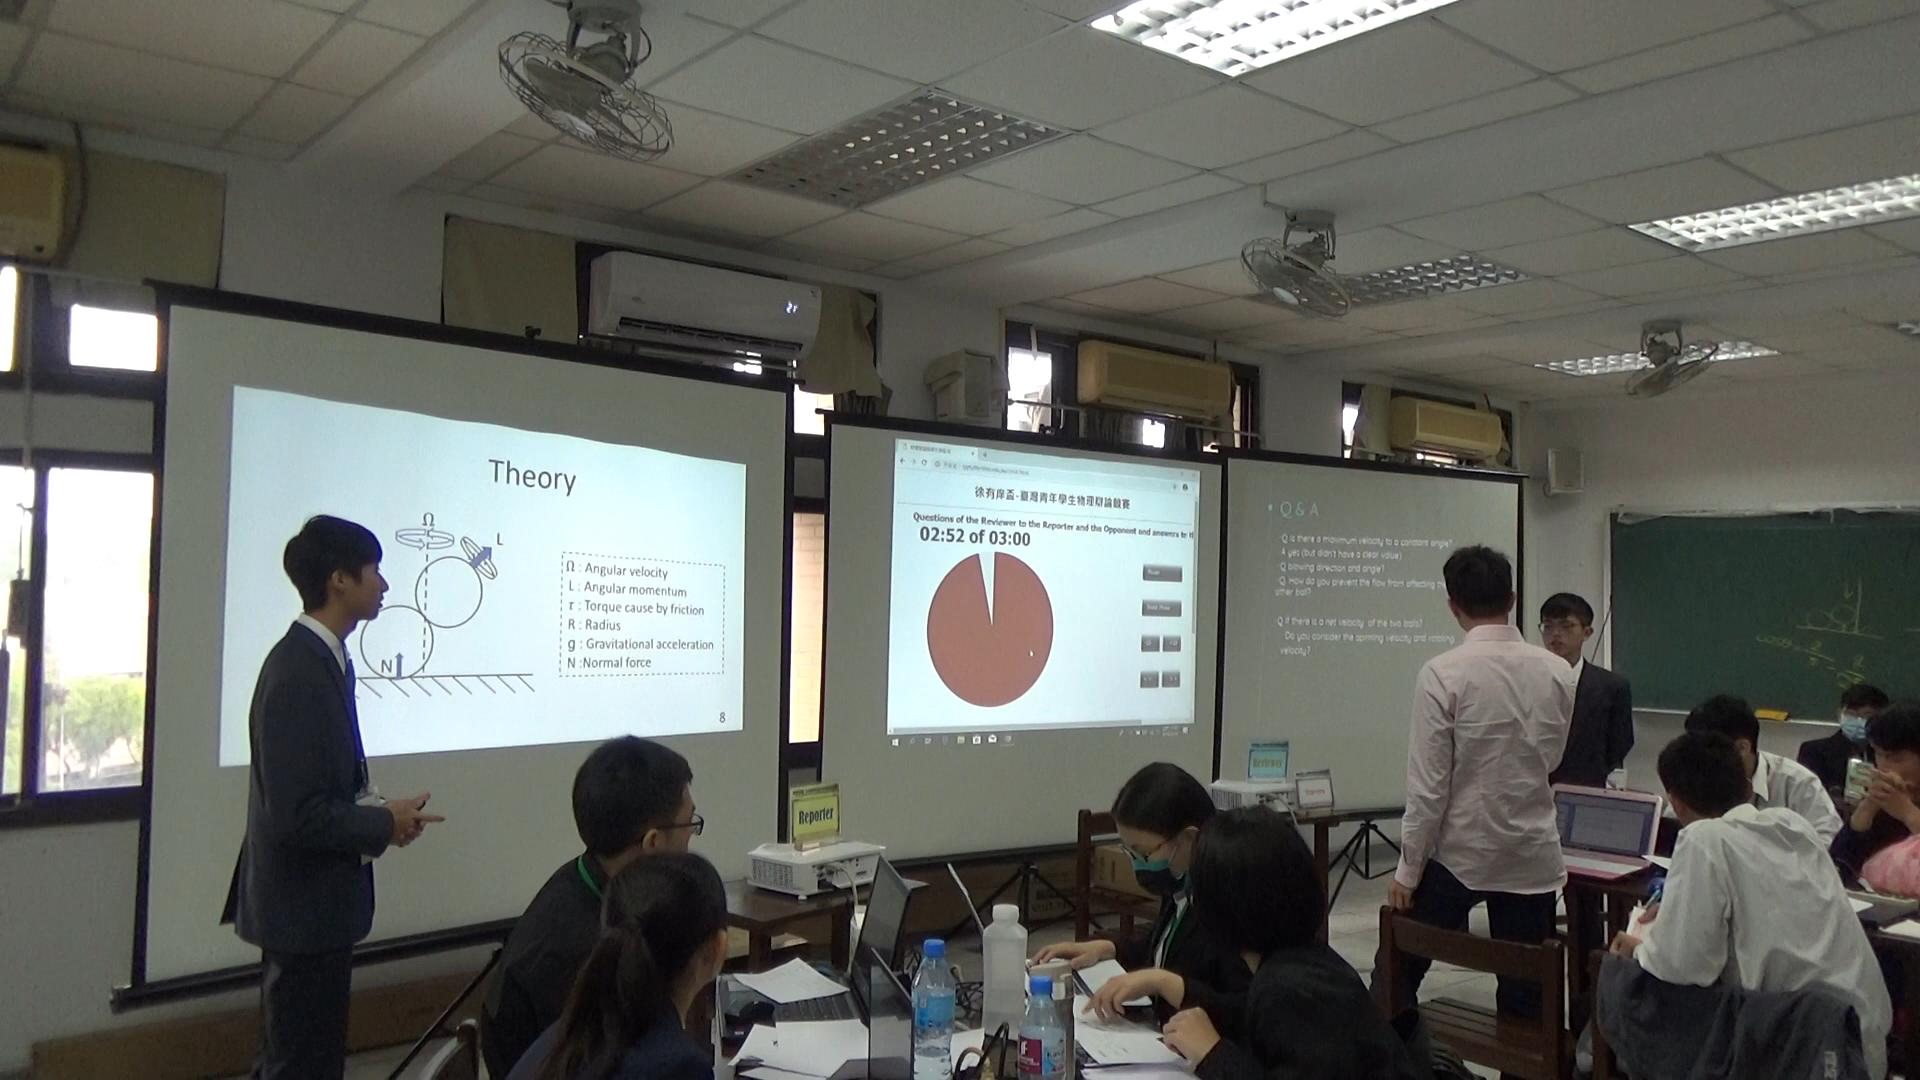 Theory
Ω
L
N
Ω : Angular velocity
L : Angular momentum
τ : Torque cause by friction
R : Radius
g : Gravitational acceleration
N :Normal force
8
徐有庠盃-臺灣青年學生物理辯論競賽
Questions of the Reviewer to the Reporter and the Opponent and answers to
02:52 of 03:00
Q & A
Q is there a maximum velocity to a constant angle?
A yes (but didn't have a clear value)
Q blowing direction and angle?
Q. How do you prevent the flow from affecting
other ball?
Q if there is a net velocity of the two balls?
Do you consider the spinning velocity and rotating
velocity?
Reporter
Reviewer